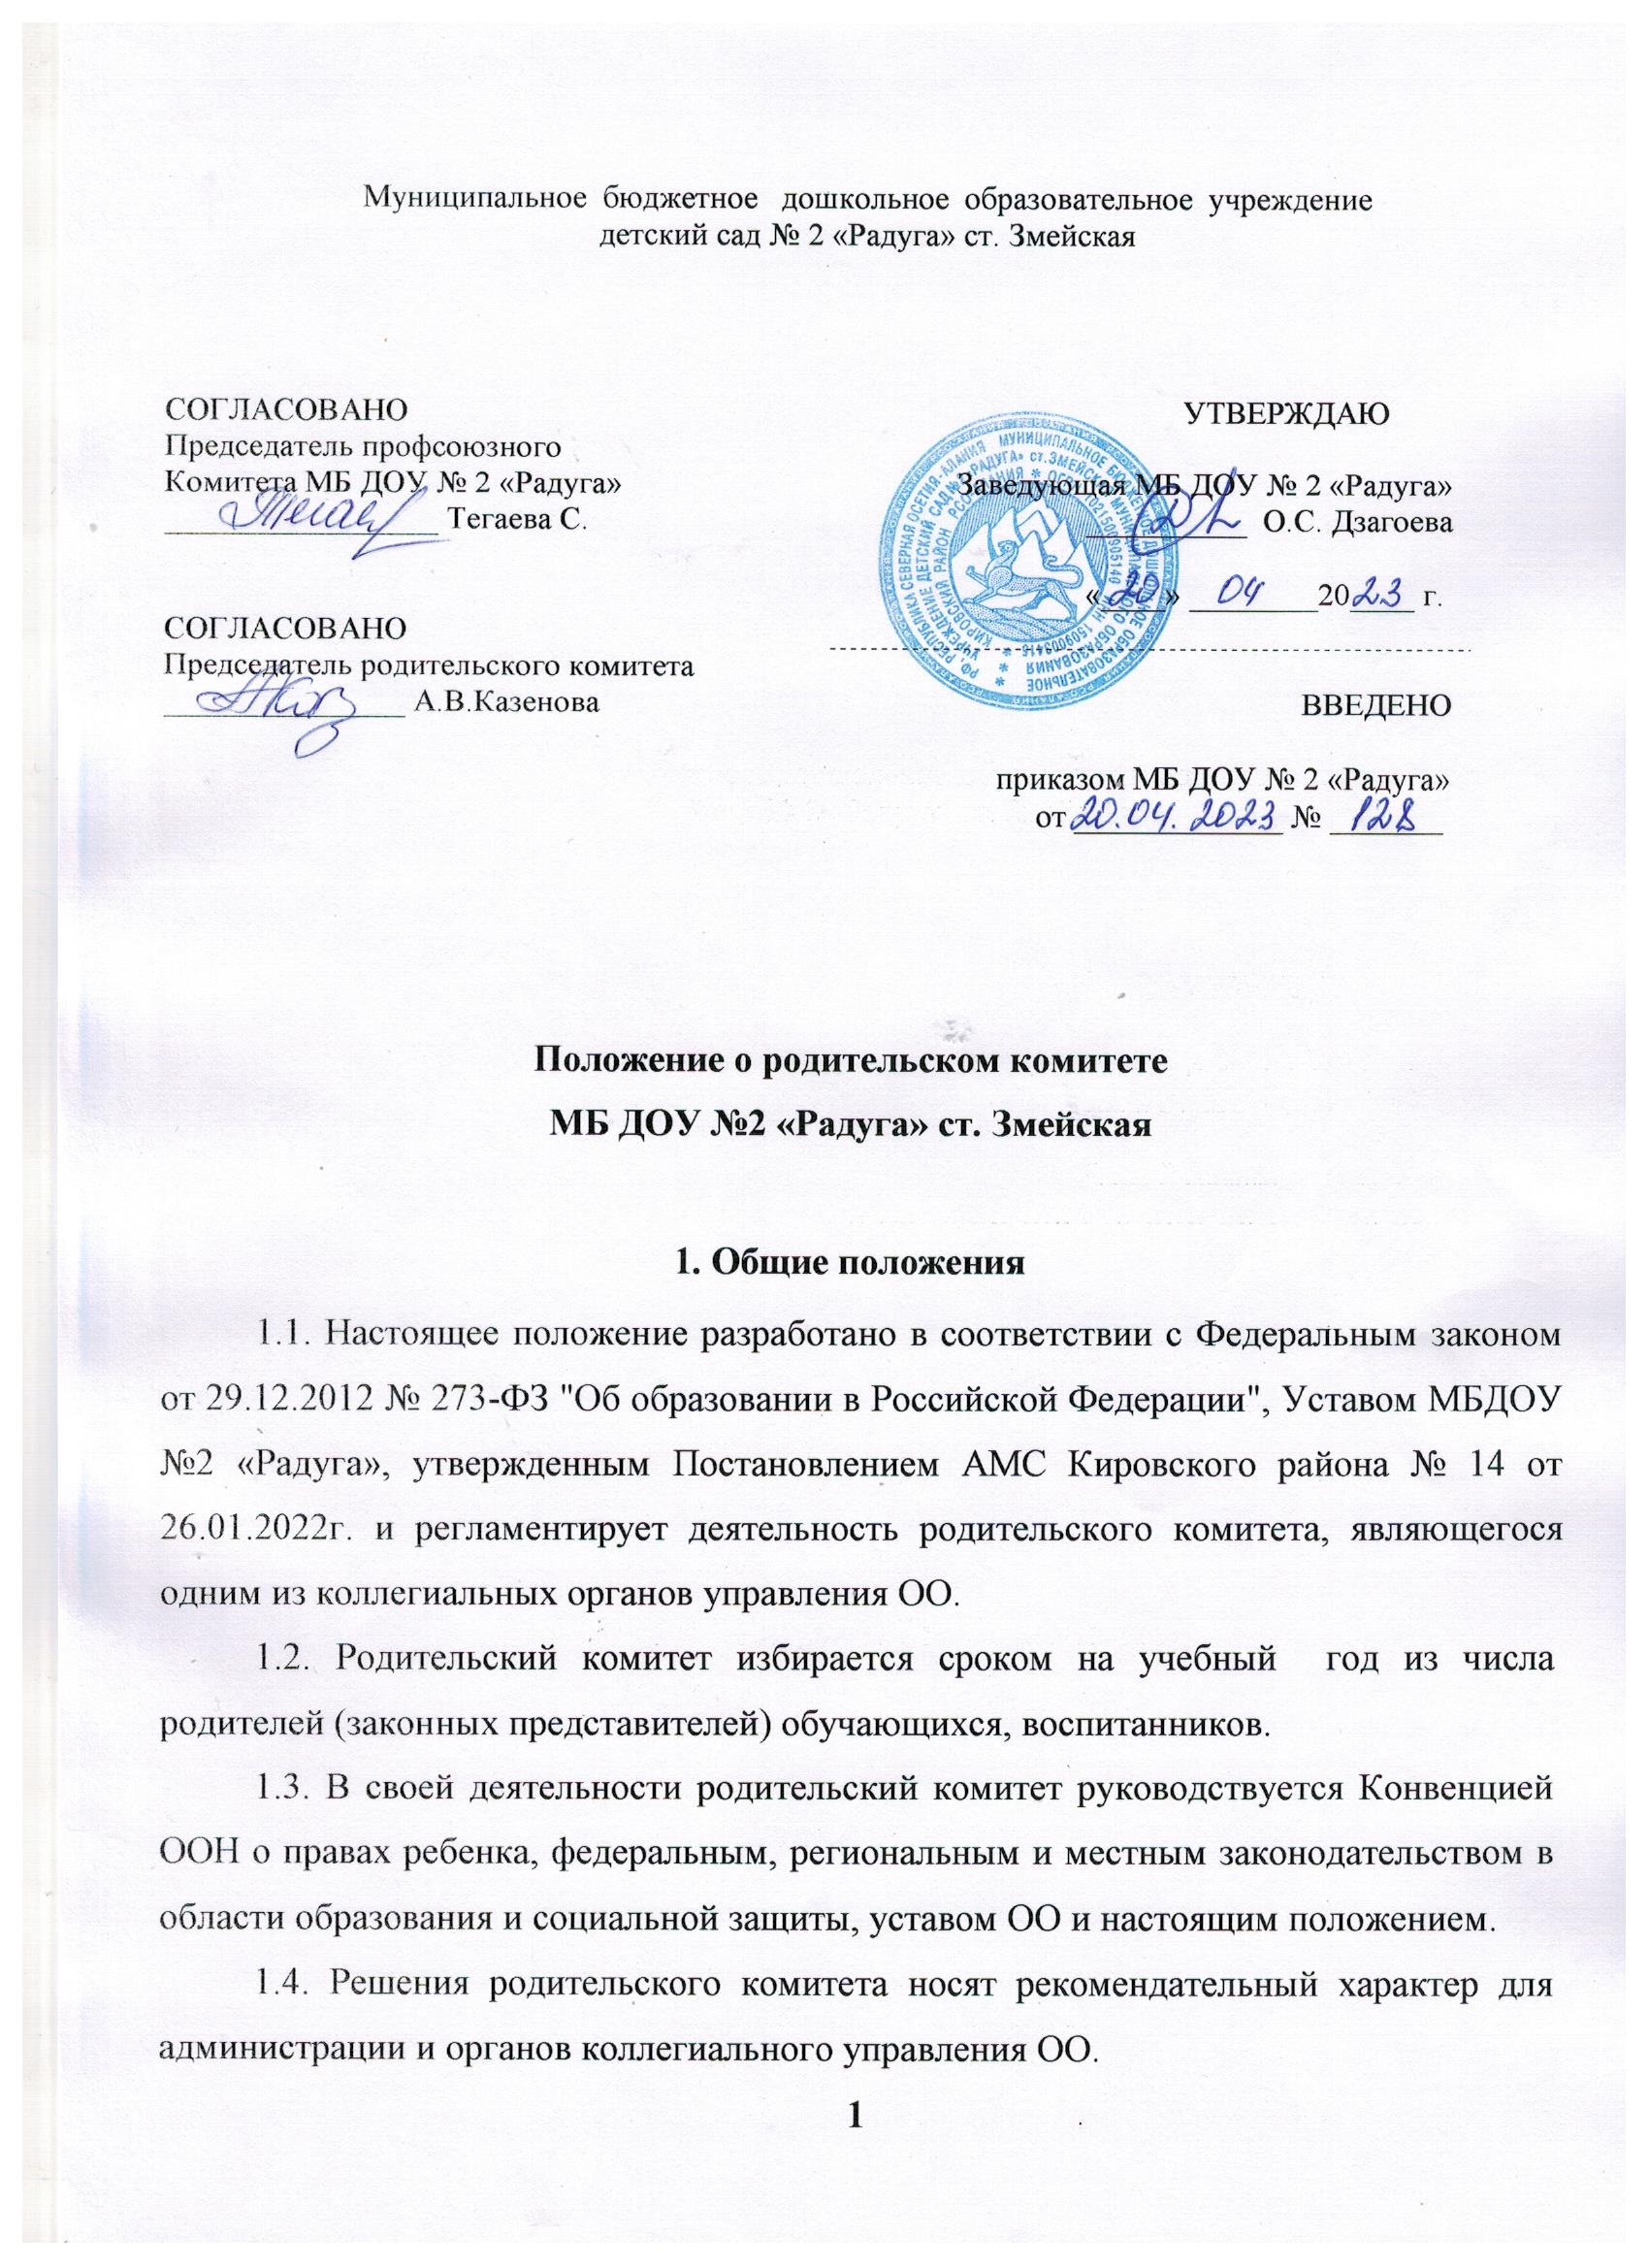 Муниципальное бюджетное дошкольное образовательное учреждение
детский сад № 2 «Радуга» ст. Змейская
СОГЛАСОВАНО
Председатель профсоюзного
Комитета МБ ДОУ № 2 «Радуга»
Тегаева С.
СОГЛАСОВАНО
Председатель родительского комитета
А.В.Казенова
УТВЕРЖДАЮ
Заведующая МБ ДОУ № 2 «Радуга»
О.С. Дзагоева
«20» 04 2023 г.
ВВЕДЕНО
приказом МБ ДОУ № 2 «Радуга»
от 20.04.2023 № 128
Положение о родительском комитете
МБ ДОУ №2 «Радуга» ст. Змейская
1. Общие положения
1.1. Настоящее положение разработано в соответствии с Федеральным законом
от 29.12.2012 № 273-ФЗ "Об образовании в Российской Федерации", Уставом МБДОУ
№2 «Радуга», утвержденным Постановлением АМС Кировского района № 14 от
26.01.2022г. и регламентирует деятельность родительского комитета, являющегося
одним из коллегиальных органов управления ОО.
1.2. Родительский комитет избирается сроком на учебный год из числа
родителей (законных представителей) обучающихся, воспитанников.
1.3. В своей деятельности родительский комитет руководствуется Конвенцией
ООН о правах ребенка, федеральным, региональным и местным законодательством в
области образования и социальной защиты, уставом ОО и настоящим положением.
1.4. Решения родительского комитета носят рекомендательный характер для
администрации и органов коллегиального управления ОО.
1